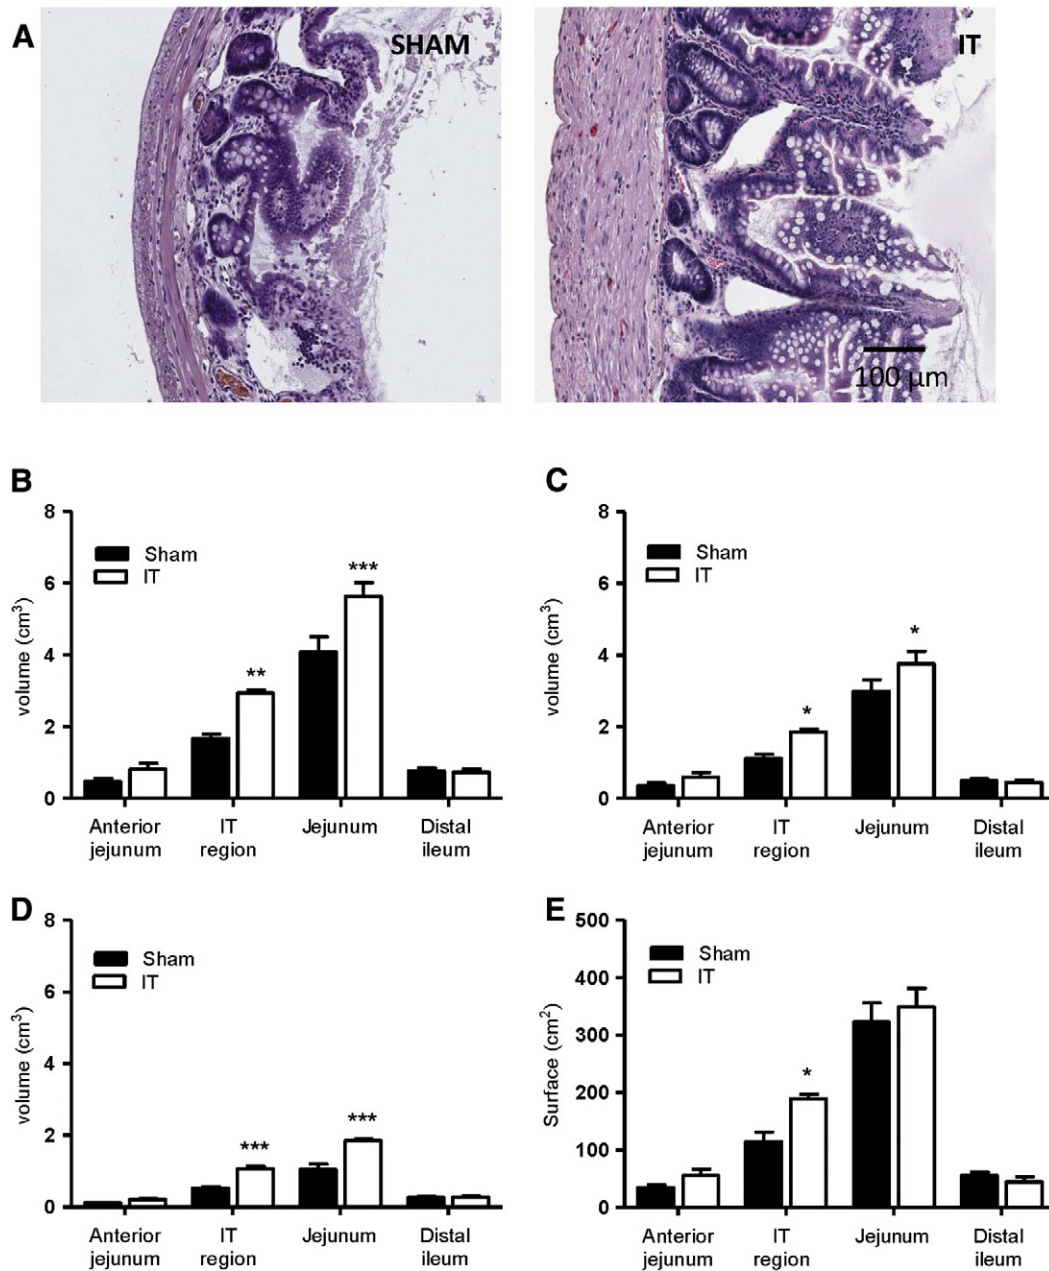 A
SHAM
IT
100 µm
B
8
6
4
2
0
volume (cm³)
Sham
IT
**
***
Anterior
jejunum
IT
region
Jejunum
Distal
ileum
C
8
6
4
2
0
volume (cm³)
Sham
IT
*
*
Anterior
jejunum
IT
region
Jejunum
Distal
ileum
D
8
6
4
2
0
volume (cm³)
Sham
IT
***
***
Anterior
jejunum
IT
region
Jejunum
Distal
ileum
E
500
400
300
200
100
0
Surface (cm²)
Sham
IT
*
Anterior
jejunum
IT
region
Jejunum
Distal
ileum